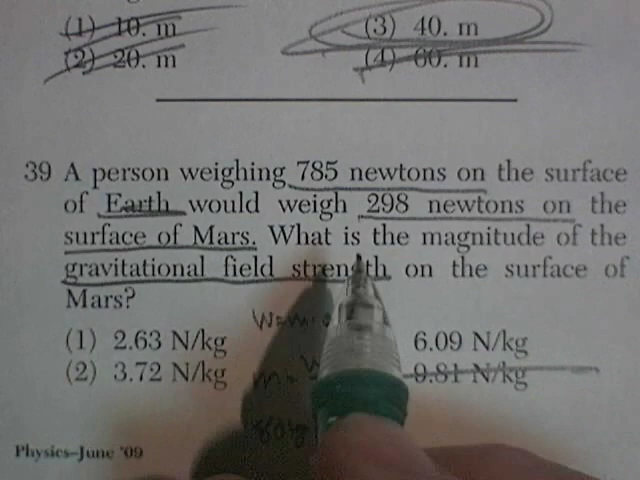 (1) 10. m (3) 40. m
(2) 20. m (4) 60. m
39 A person weighing 785 newtons on the surface
of Earth would weigh 298 newtons on the
surface of Mars. What is the magnitude of the
gravitational field strength on the surface of
Mars?
(1) 2.63 N/kg 6.09 N/kg
(2) 3.72 N/kg 9.81 N/kg
Physics–June '09